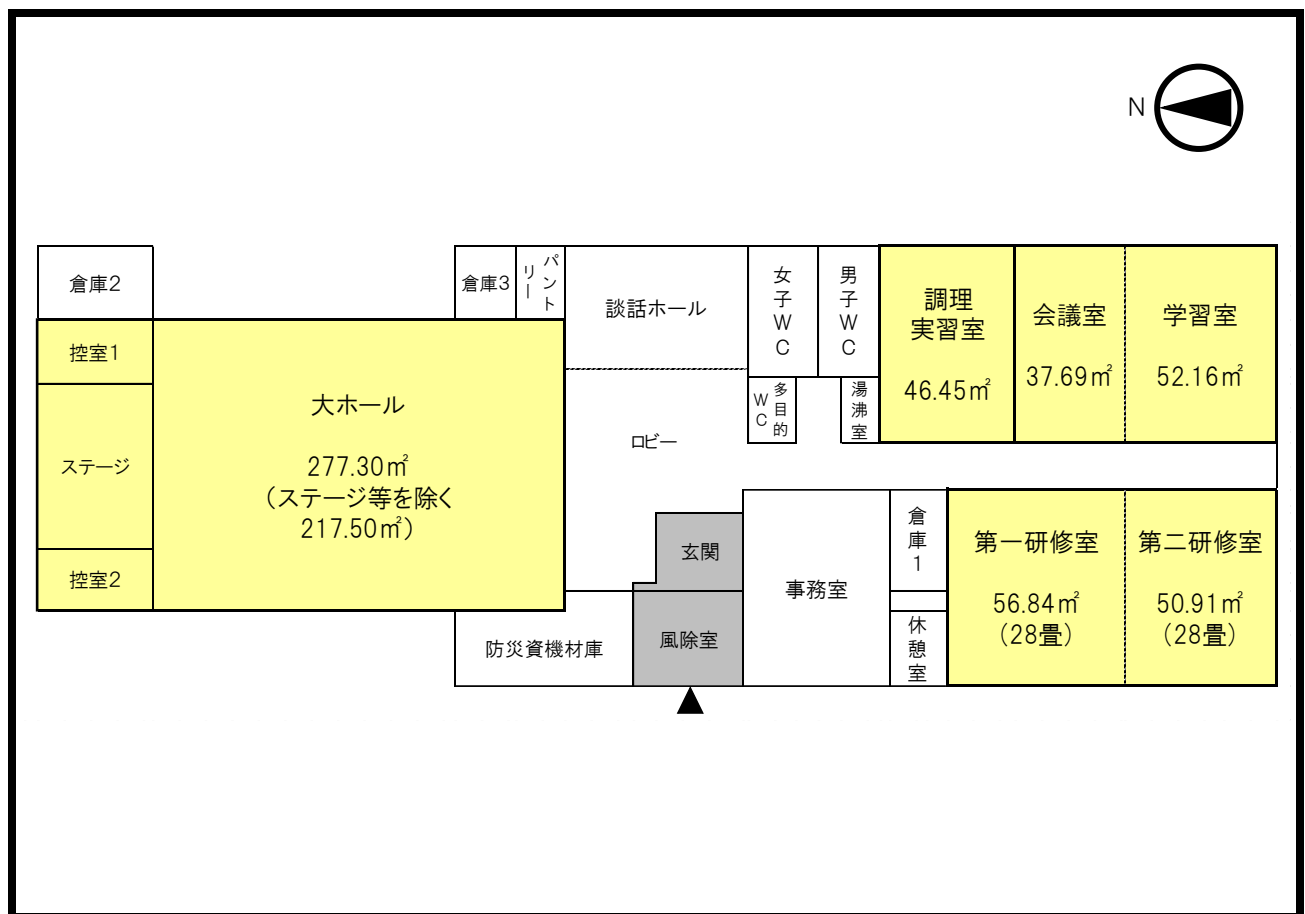 N
倉庫2
控室1
ステージ
控室2
大ホール
277.30㎡
（ステージ等を除く
217.50㎡）
倉庫3
パントリー
談話ホール
ロビー
女子WC
男子WC
多目的WC
湯沸室
調理
実習室
46.45㎡
会議室
37.69㎡
学習室
52.16㎡
玄関
風除室
防災資機材庫
事務室
倉庫1
休憩室
第一研修室
56.84㎡
（28畳）
第二研修室
50.91㎡
（28畳）